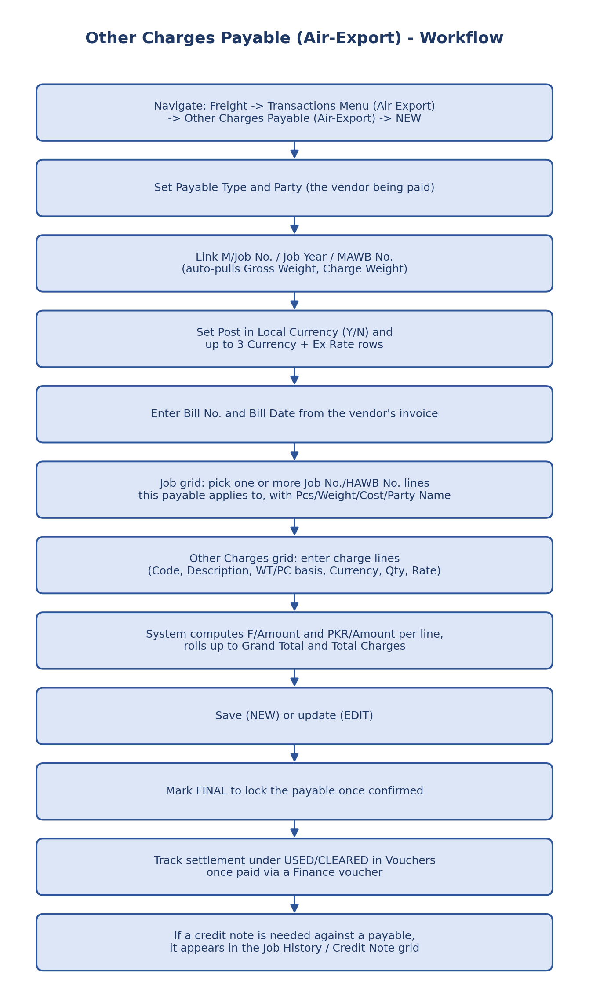 Other Charges Payable (Air-Export) - Workflow
Navigate: Freight -> Transactions Menu (Air Export)
-> Other Charges Payable (Air-Export) -> NEW
Set Payable Type and Party (the vendor being paid)
Link M/Job No. / Job Year / MAWB No.
(auto-pulls Gross Weight, Charge Weight)
Set Post in Local Currency (Y/N) and
up to 3 Currency + Ex Rate rows
Enter Bill No. and Bill Date from the vendor's invoice
Job grid: pick one or more Job No./HAWB No. lines
this payable applies to, with Pcs/Weight/Cost/Party Name
Other Charges grid: enter charge lines
(Code, Description, WT/PC basis, Currency, Qty, Rate)
System computes F/Amount and PKR/Amount per line,
rolls up to Grand Total and Total Charges
Save (NEW) or update (EDIT)
Mark FINAL to lock the payable once confirmed
Track settlement under USED/CLEARED in Vouchers
once paid via a Finance voucher
If a credit note is needed against a payable,
it appears in the Job History / Credit Note grid